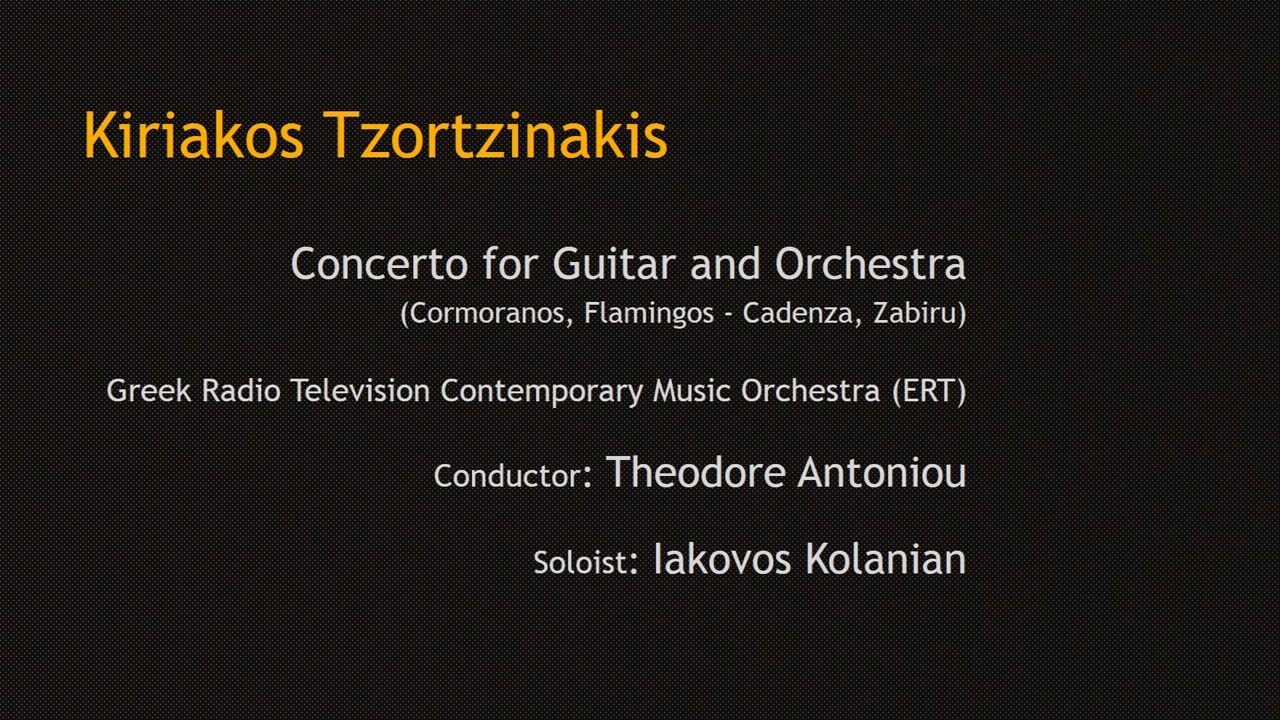 Kiriakos Tzortzinakis
Concerto for Guitar and Orchestra
(Cormoranos, Flamingos - Cadenza, Zabiru)
Greek Radio Television Contemporary Music Orchestra (ERT)
Conductor: Theodore Antoniou
Soloist: Iakovos Kolanian